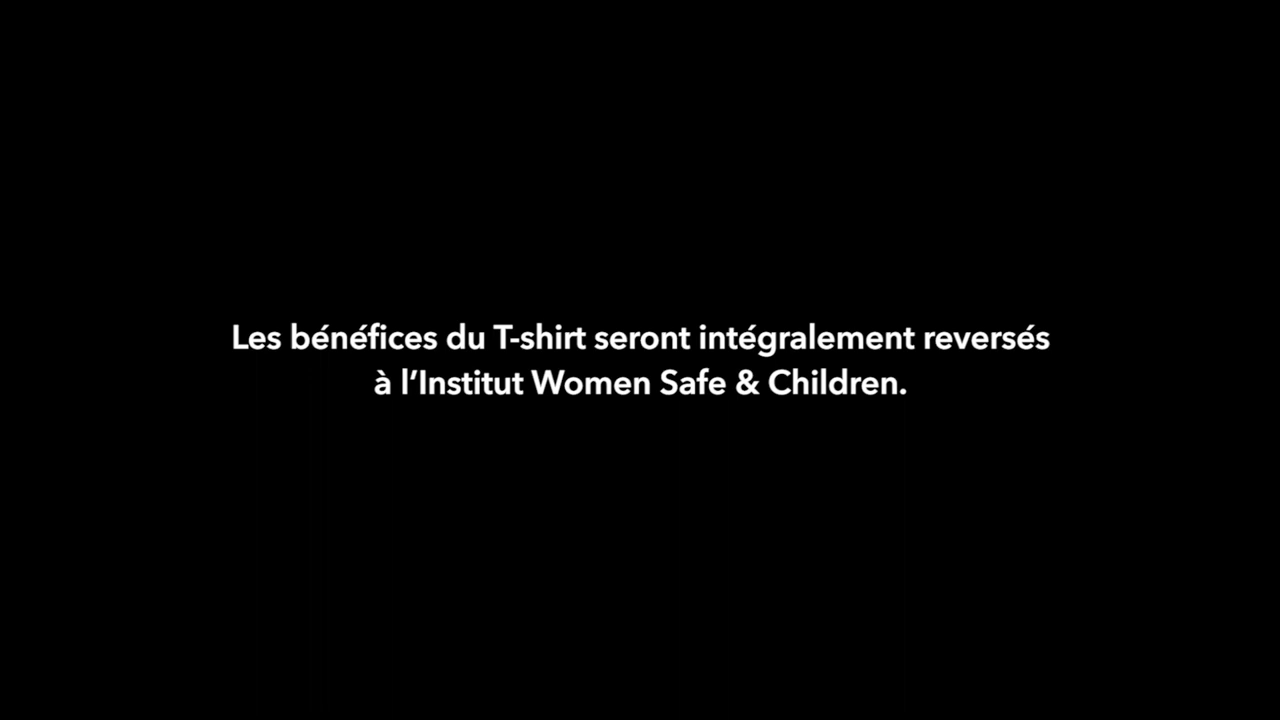 Les bénéfices du T-shirt seront intégralement reversés
à l’Institut Women Safe & Children.